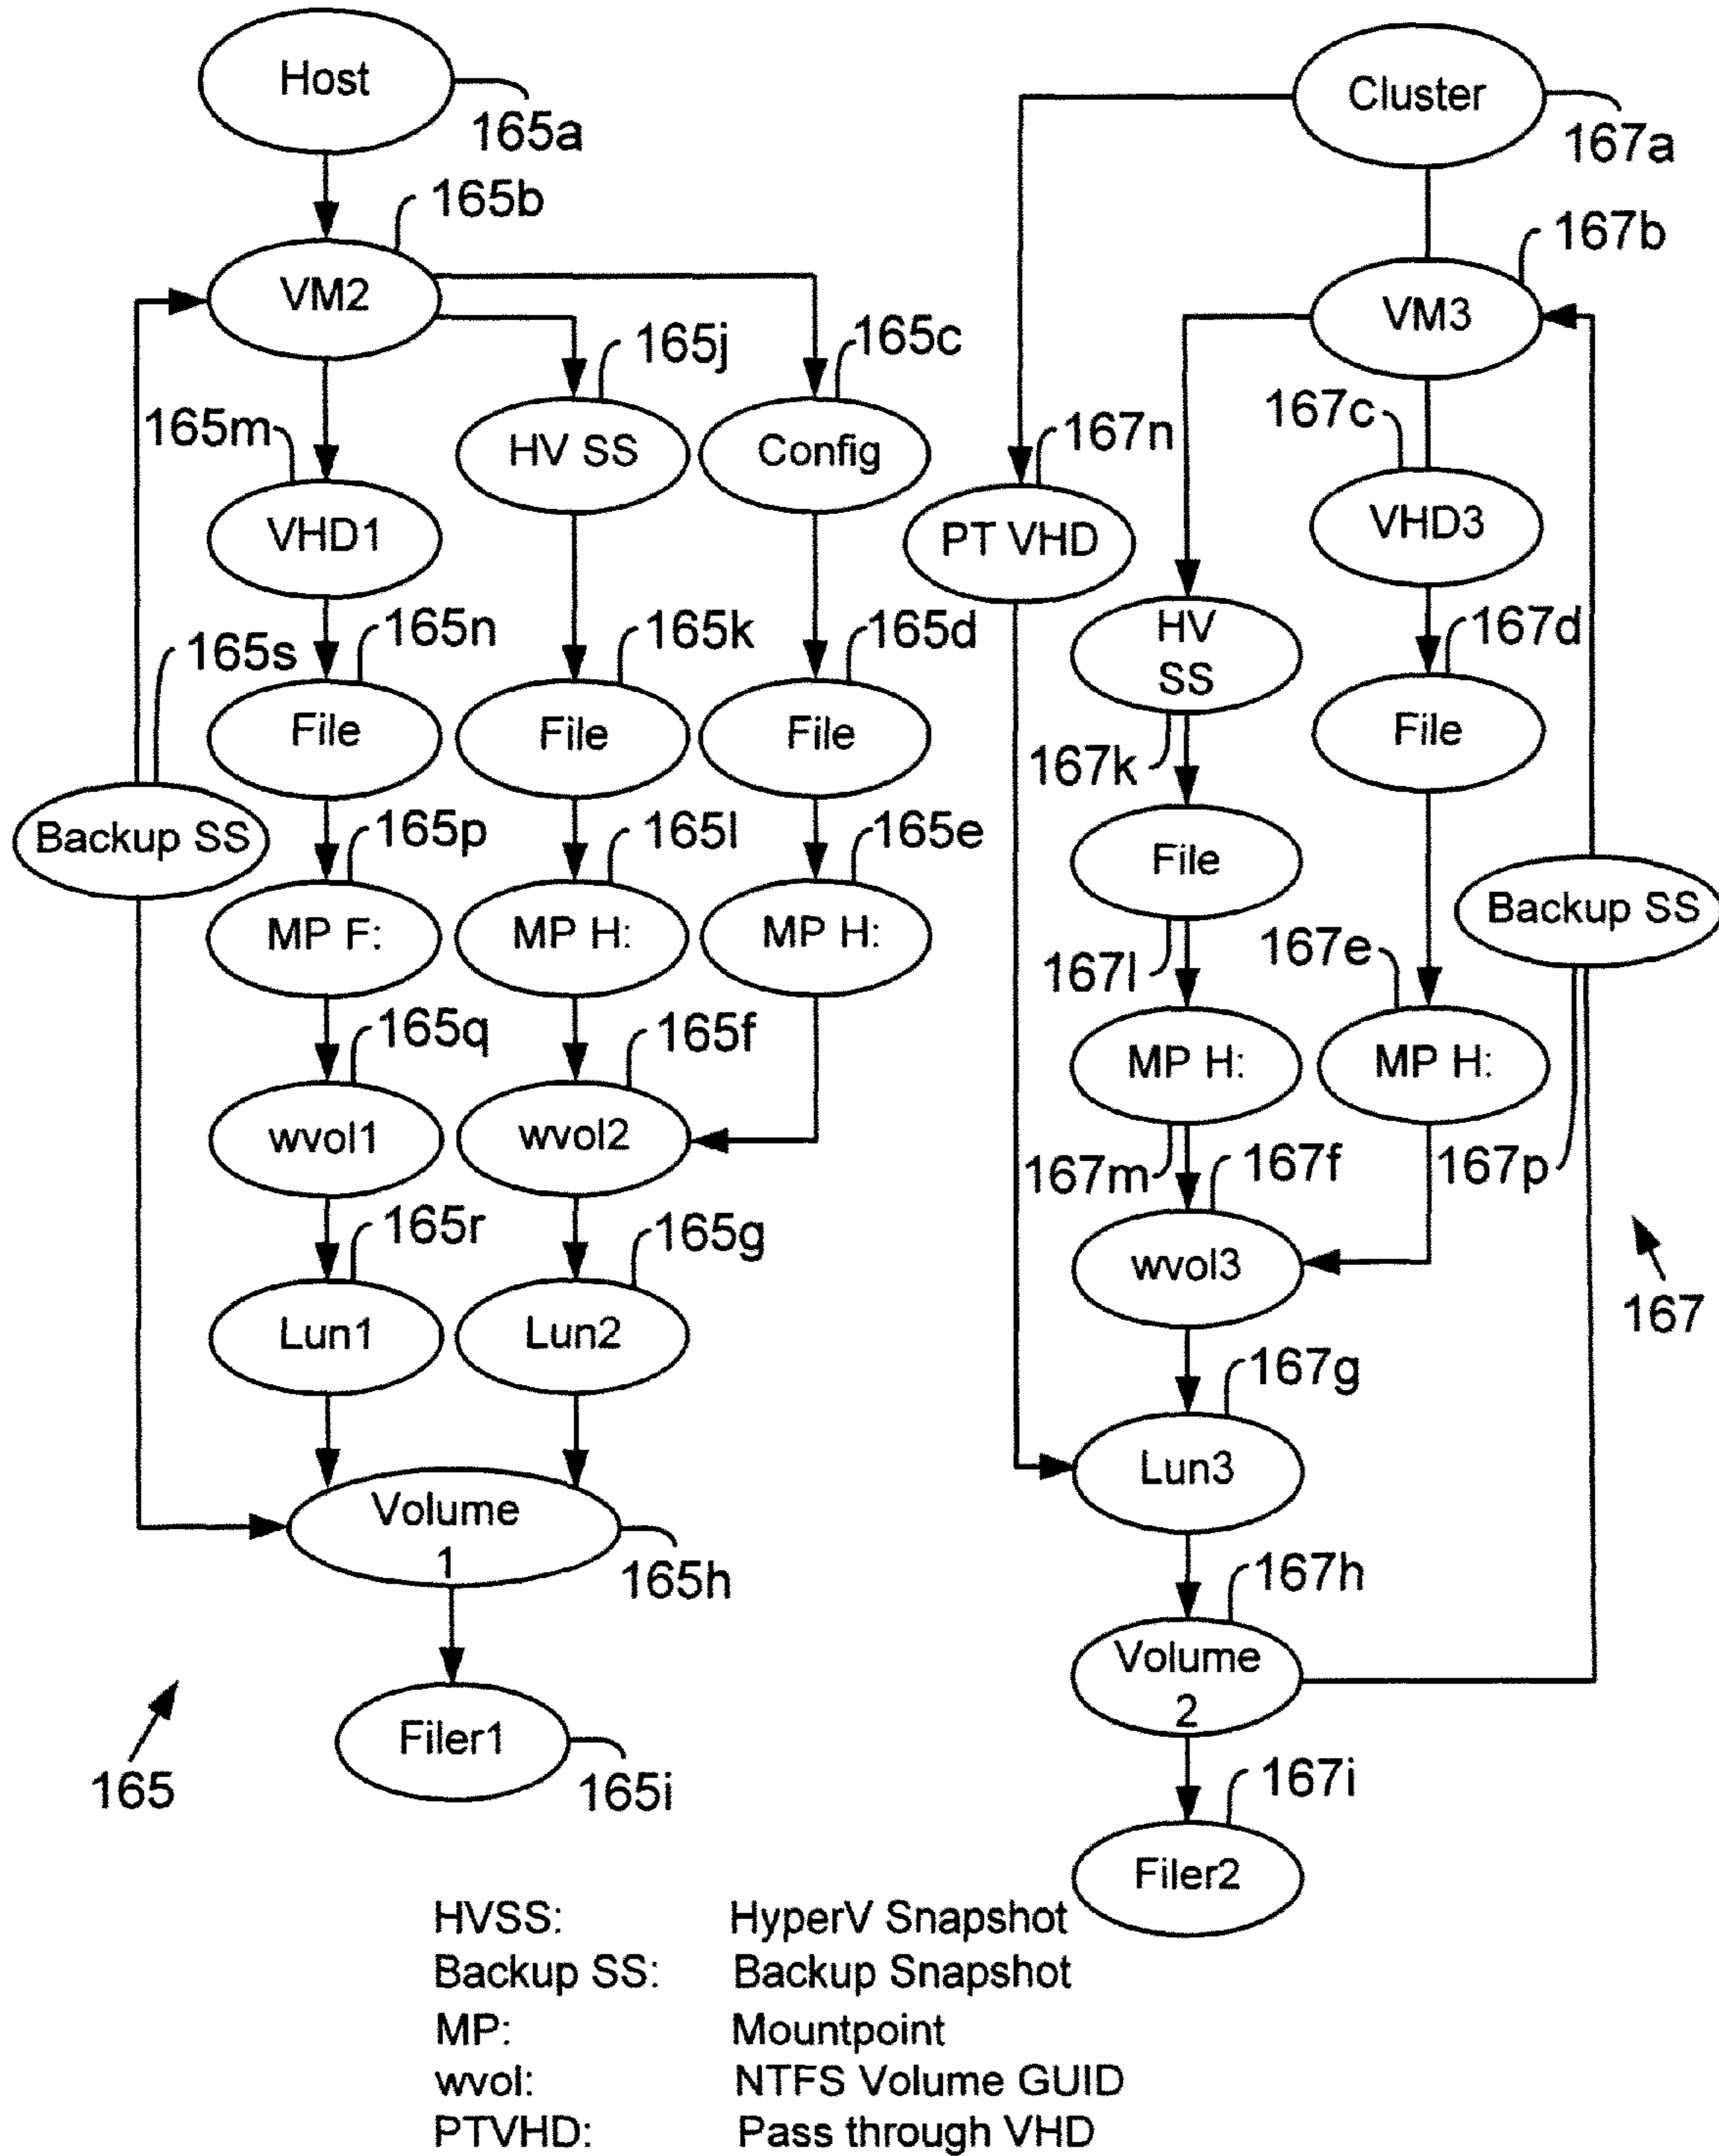 Host
165a
165b
VM2
165j
165c
165m
HV SS
Config
VHD1
165s
165n
165k
165d
File
File
File
Backup SS
165p
165l
165e
MP F:
MP H:
MP H:
165q
165f
wvol1
wvol2
165r
165g
Lun1
Lun2
Volume
1
165h
Filer1
165i
165
Cluster
167a
167b
VM3
167c
167n
VHD3
PT VHD
HV
SS
167d
File
167k
File
Backup SS
167l
167e
MP H:
MP H:
167m
167f
167p
wvol3
167
167g
Lun3
167h
Volume
2
167i
Filer2
HVSS: HyperV Snapshot
Backup SS: Backup Snapshot
MP: Mountpoint
wvol: NTFS Volume GUID
PTVHD: Pass through VHD